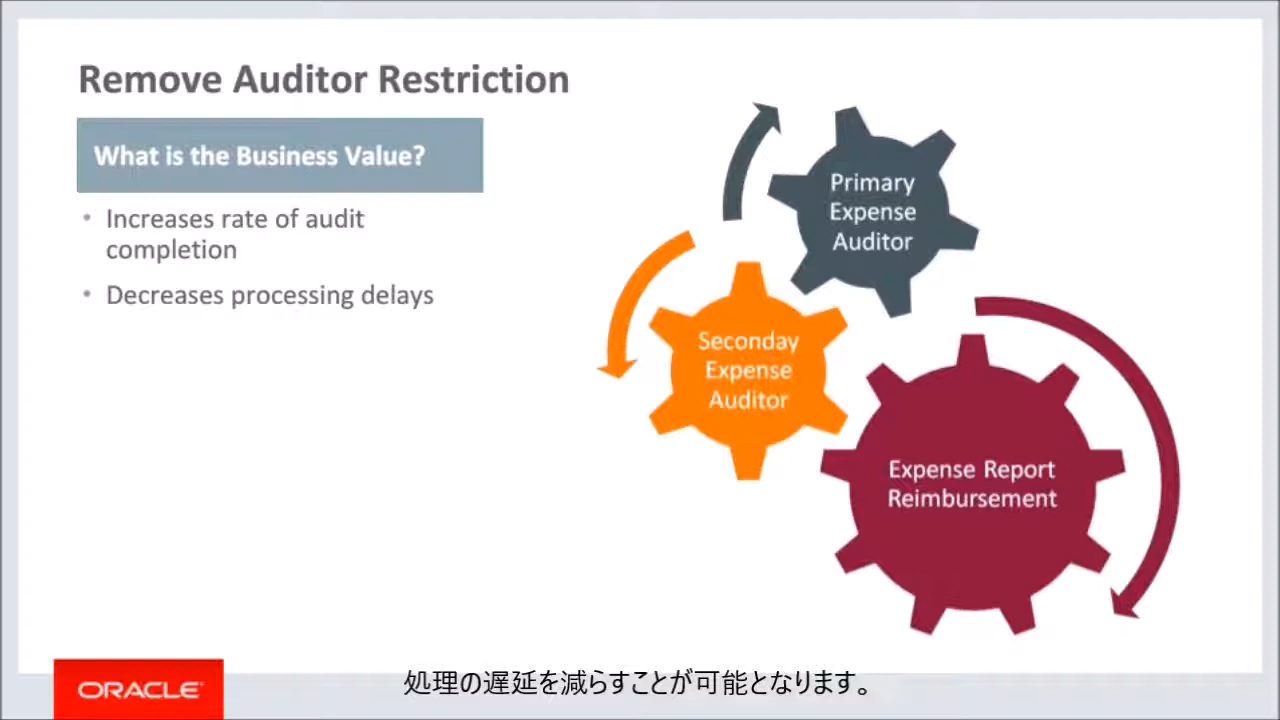 Remove Auditor Restriction
What is the Business Value?
• Increases rate of audit
completion
• Decreases processing delays
Primary
Expense
Auditor
Seconday
Expense
Auditor
Expense Report
Reimbursement
ORACLE
処理の遅延を減らすことが可能となります。